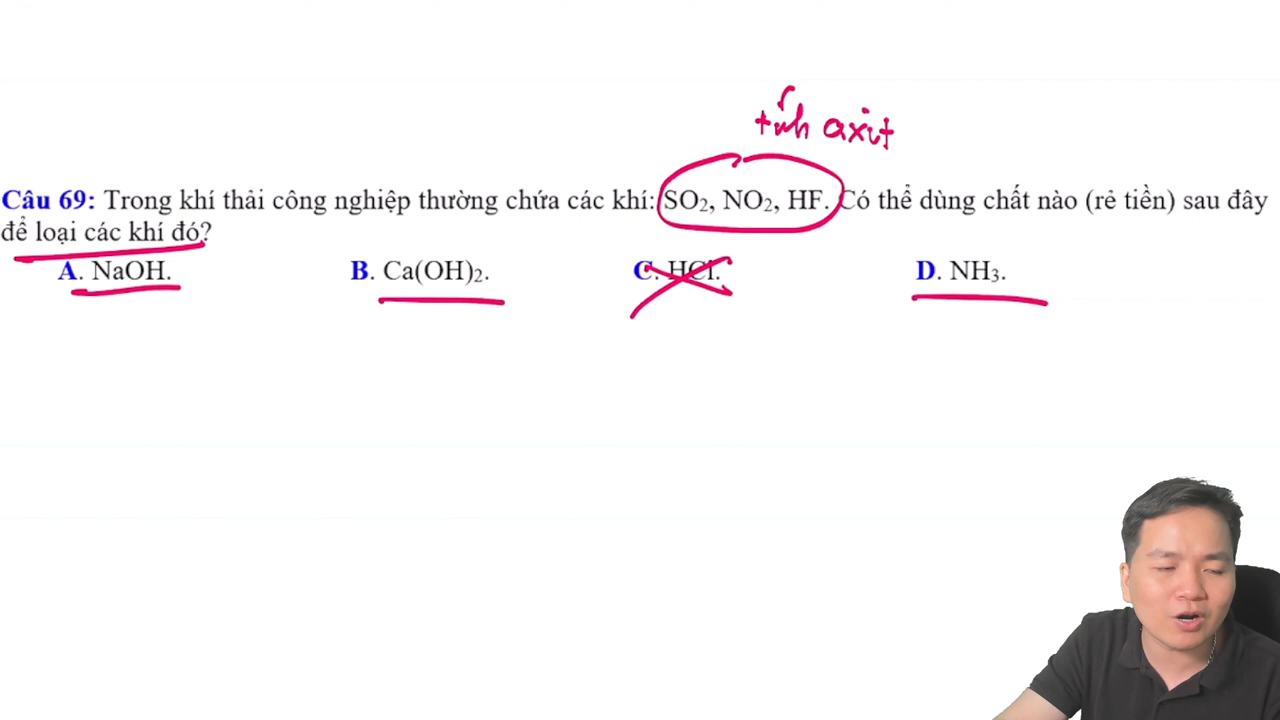 tính axit
Câu 69: Trong khí thải công nghiệp thường chứa các khí: SO₂, NO₂, HF. Có thể dùng chất nào (rẻ tiền) sau đây
để loại các khí đó?
A. NaOH. B. Ca(OH)₂. C. HCl. D. NH₃.